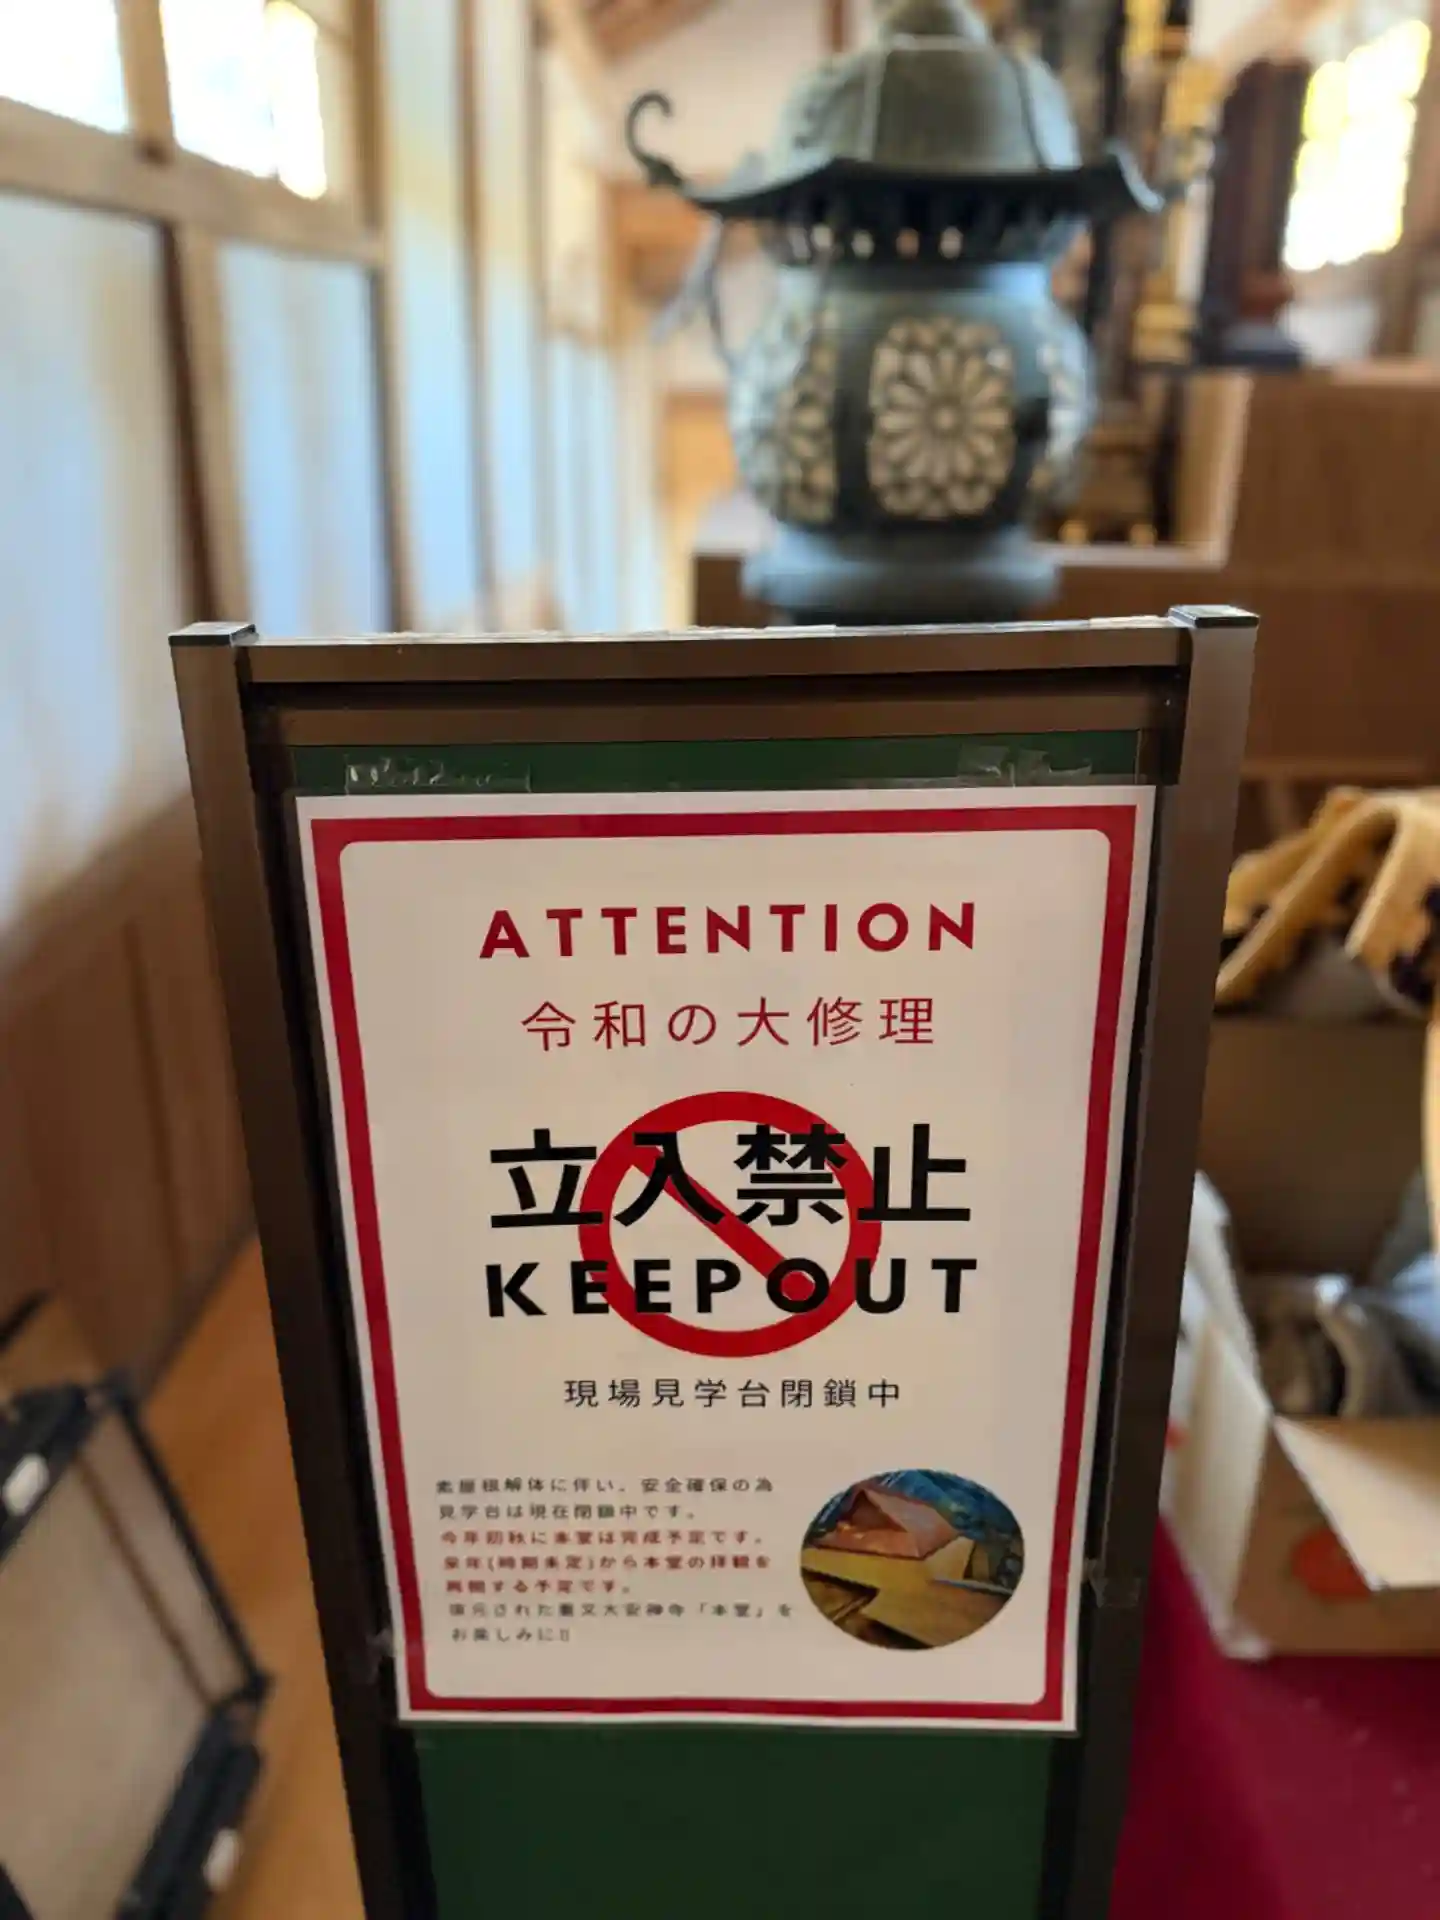 ATTENTION
令和の大修理
立入禁止
KEEPOUT
現場見学台閉鎖中
素屋根解体に伴い、安全確保の為
見学台は現在閉鎖中です。
今年初秋に本堂は完成予定です。
来年(時期未定)から本堂の拝観を
再開する予定です。
復元された重文大安禅寺「本堂」を
お楽しみに!!